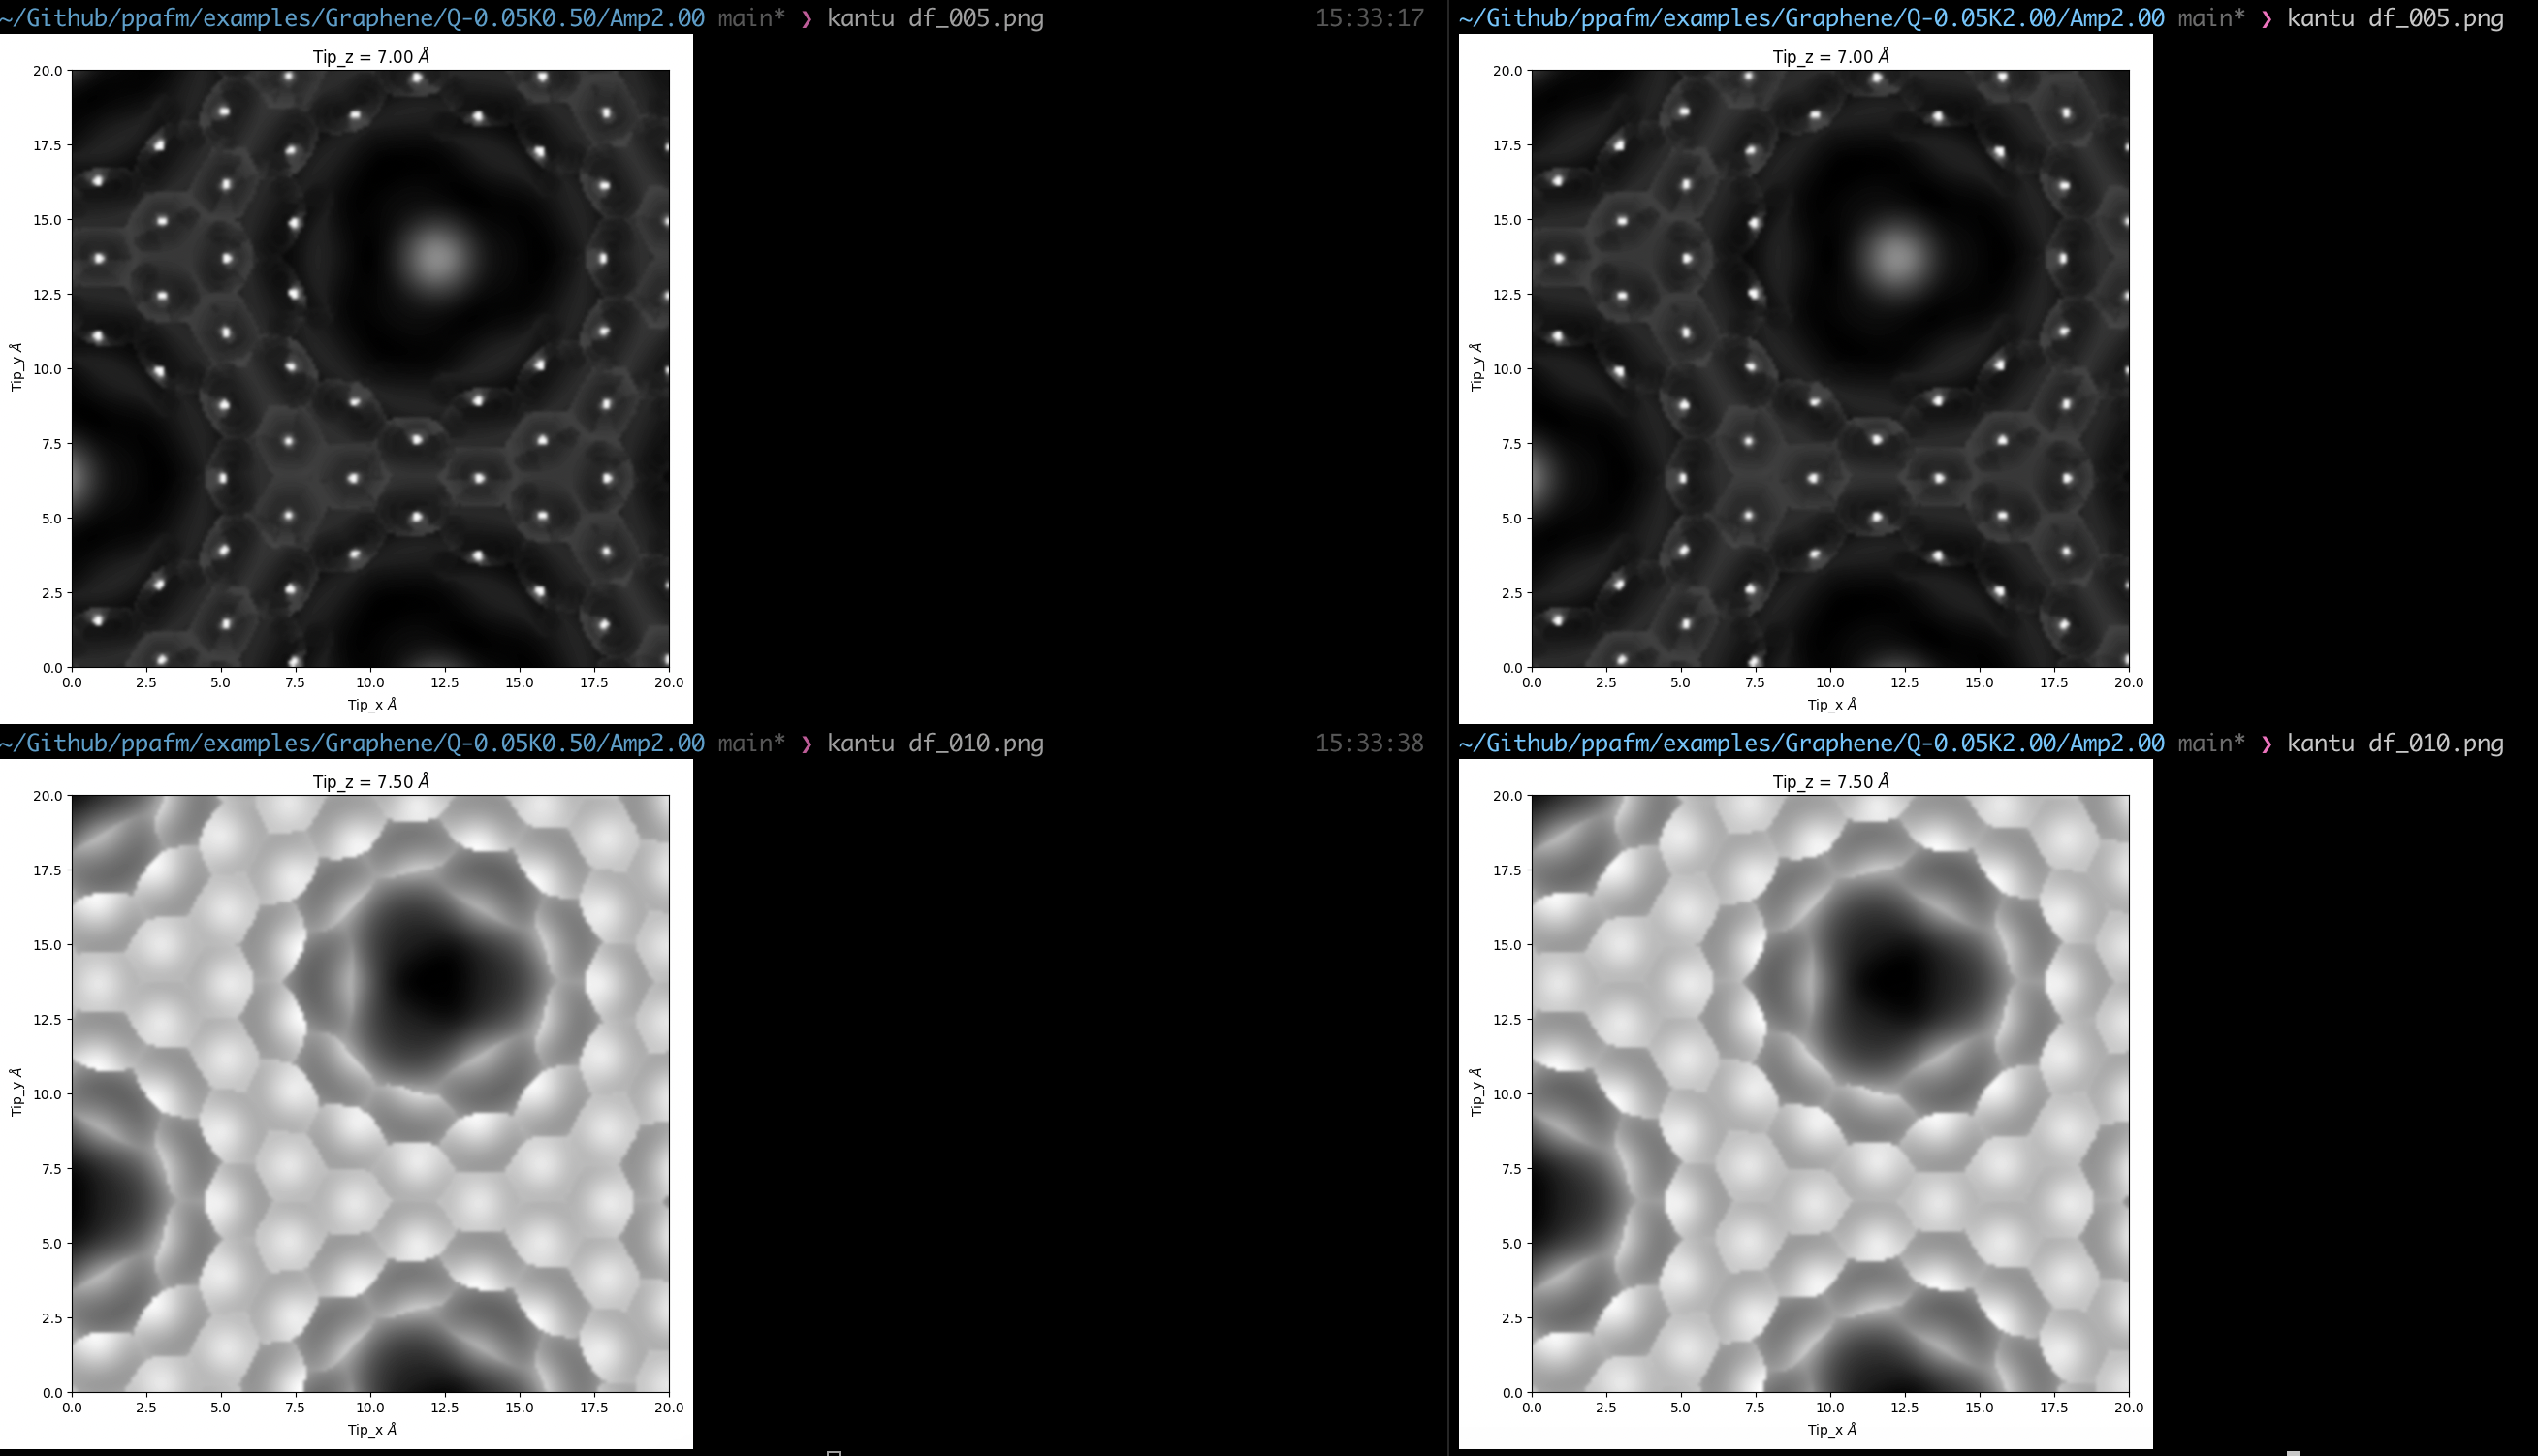 ~/Github/ppafm/examples/Graphene/Q-0.05K0.50/Amp2.00 main* ❯ kantu df_005.png 15:33:17
Tip_z = 7.00 Å
20.0
17.5
15.0
12.5
10.0
7.5
5.0
2.5
0.0
Tip_y Å
0.0 2.5 5.0 7.5 10.0 12.5 15.0 17.5 20.0
Tip_x Å
~/Github/ppafm/examples/Graphene/Q-0.05K0.50/Amp2.00 main* ❯ kantu df_010.png 15:33:38
Tip_z = 7.50 Å
20.0
17.5
15.0
12.5
10.0
7.5
5.0
2.5
0.0
Tip_y Å
0.0 2.5 5.0 7.5 10.0 12.5 15.0 17.5 20.0
Tip_x Å
~/Github/ppafm/examples/Graphene/Q-0.05K2.00/Amp2.00 main* ❯ kantu df_005.png
Tip_z = 7.00 Å
20.0
17.5
15.0
12.5
10.0
7.5
5.0
2.5
0.0
Tip_y Å
0.0 2.5 5.0 7.5 10.0 12.5 15.0 17.5 20.0
Tip_x Å
~/Github/ppafm/examples/Graphene/Q-0.05K2.00/Amp2.00 main* ❯ kantu df_010.png
Tip_z = 7.50 Å
20.0
17.5
15.0
12.5
10.0
7.5
5.0
2.5
0.0
Tip_y Å
0.0 2.5 5.0 7.5 10.0 12.5 15.0 17.5 20.0
Tip_x Å